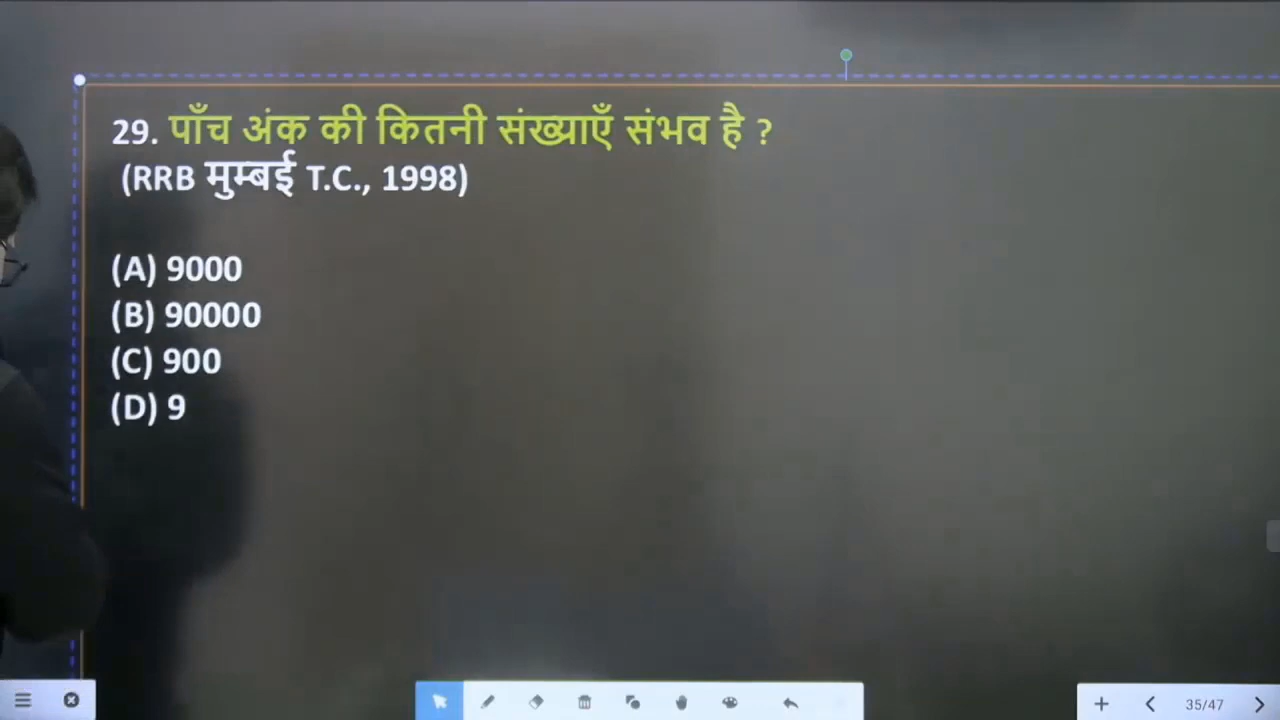 29. पाँच अंक की कितनी संख्याएँ संभव है ?
(RRB मुम्बई T.C., 1998)
(A) 9000
(B) 90000
(C) 900
(D) 9
35/47